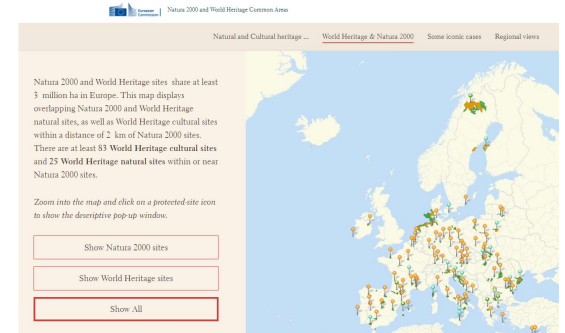 European Commission
Natura 2000 and World Heritage Common Areas
Natural and Cultural heritage ...
World Heritage & Natura 2000
Some iconic cases
Regional views
Natura 2000 and World Heritage sites share at least
3 million ha in Europe. This map displays
overlapping Natura 2000 and World Heritage
natural sites, as well as World Heritage cultural sites
within a distance of 2 km of Natura 2000 sites.
There are at least 83 World Heritage cultural sites
and 25 World Heritage natural sites within or near
Natura 2000 sites.
Zoom into the map and click on a protected-site icon
to show the descriptive pop-up window.
Show Natura 2000 sites
Show World Heritage sites
Show All